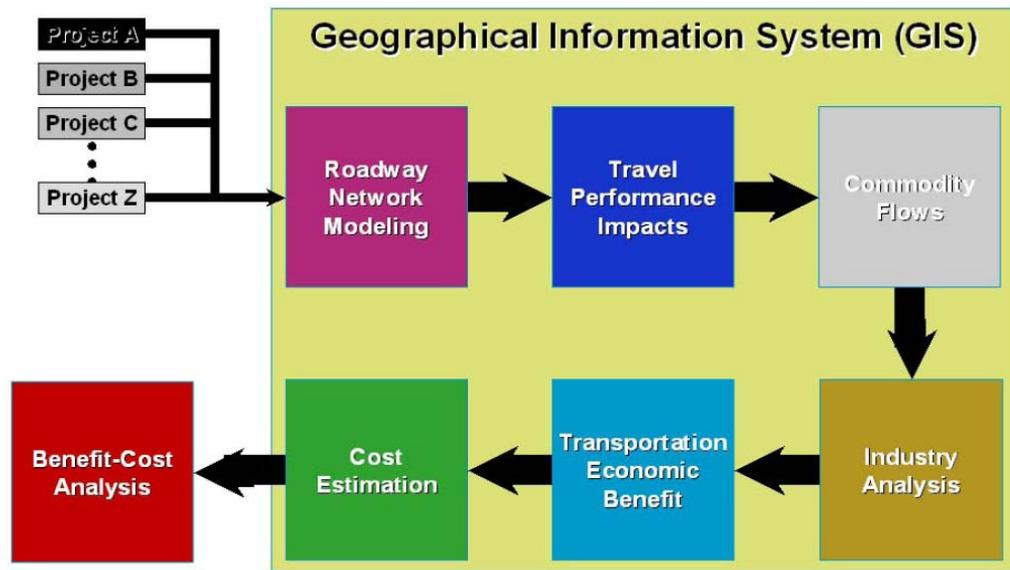 Project A
Project B
Project C
Project Z
Geographical Information System (GIS)
Roadway
Network
Modeling
Travel
Performance
Impacts
Commodity
Flows
Benefit-Cost
Analysis
Cost
Estimation
Transportation
Economic
Benefit
Industry
Analysis